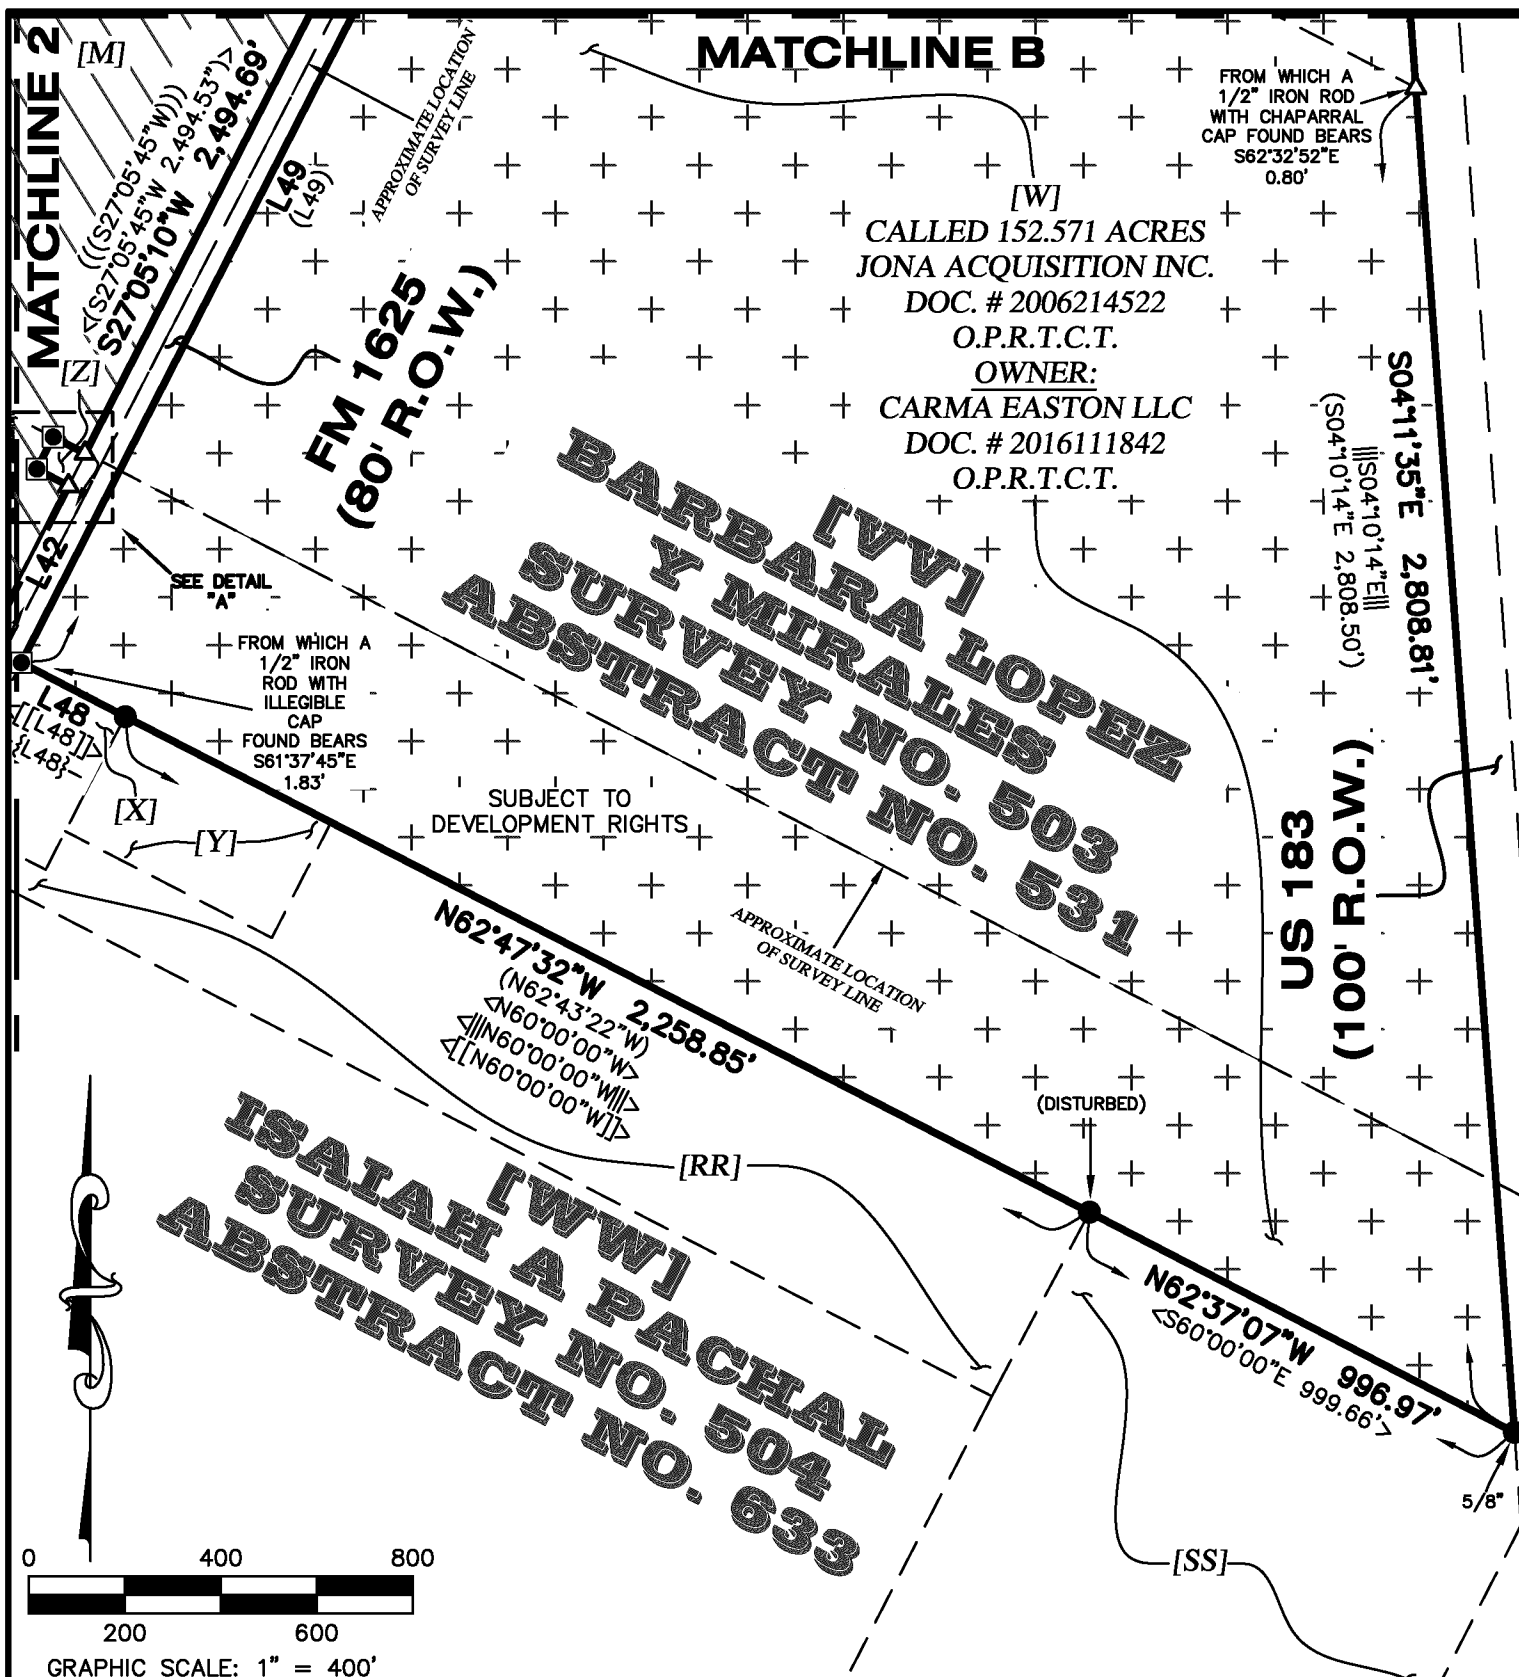 MATCHLINE 2
[M]
MATCHLINE B
(((S27°05'45"W)))
<(S27°05'45"W 2,494.53')>
S27°05'10"W 2,494.69'
APPROXIMATE LOCATION
OF SURVEY LINE
L49
(L49)
FROM WHICH A
1/2" IRON ROD
WITH CHAPARRAL
CAP FOUND BEARS
S62°32'52"E
0.80'
[W]
CALLED 152.571 ACRES
JONA ACQUISITION INC.
DOC. # 2006214522
O.P.R.T.C.T.
OWNER:
CARMA EASTON LLC
DOC. # 2016111842
O.P.R.T.C.T.
FM 1625
(80' R.O.W.)
[Z]
L42
SEE DETAIL
"A"
S04°11'35"E 2,808.81'
|||S04°10'14"E|||
(S04°10'14"E 2,808.50')
[VV]
BARBARA LOPEZ
Y MIRALES
SURVEY NO. 503
ABSTRACT NO. 531
FROM WHICH A
1/2" IRON
ROD WITH
ILLEGIBLE
CAP
FOUND BEARS
S61°37'45"E
1.83'
L48
[[L48]]>
{L48}
[X]
[Y]
SUBJECT TO
DEVELOPMENT RIGHTS
US 183
(100' R.O.W.)
N62°47'32"W 2,258.85'
(N62°43'22"W)
<N60°00'00"W>
<|||N60°00'00"W|||>
<[[N60°00'00"W]]>
APPROXIMATE LOCATION
OF SURVEY LINE
(DISTURBED)
[RR]
[WW]
ISAIAH A PACHAL
SURVEY NO. 504
ABSTRACT NO. 633
N62°37'07"W 996.97'
<S60°00'00"E 999.66'>
5/8"
[SS]
0 400 800
200 600
GRAPHIC SCALE: 1" = 400'